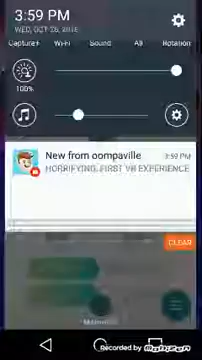 3:59 PM
WED, OCT 26, 2016
Capture+ Wi-Fi Sound All Rotation
100%
New from oompaville 3:59 PM
HORRIFYING FIRST VR EXPERIENCE
CLEAR
Recorded by